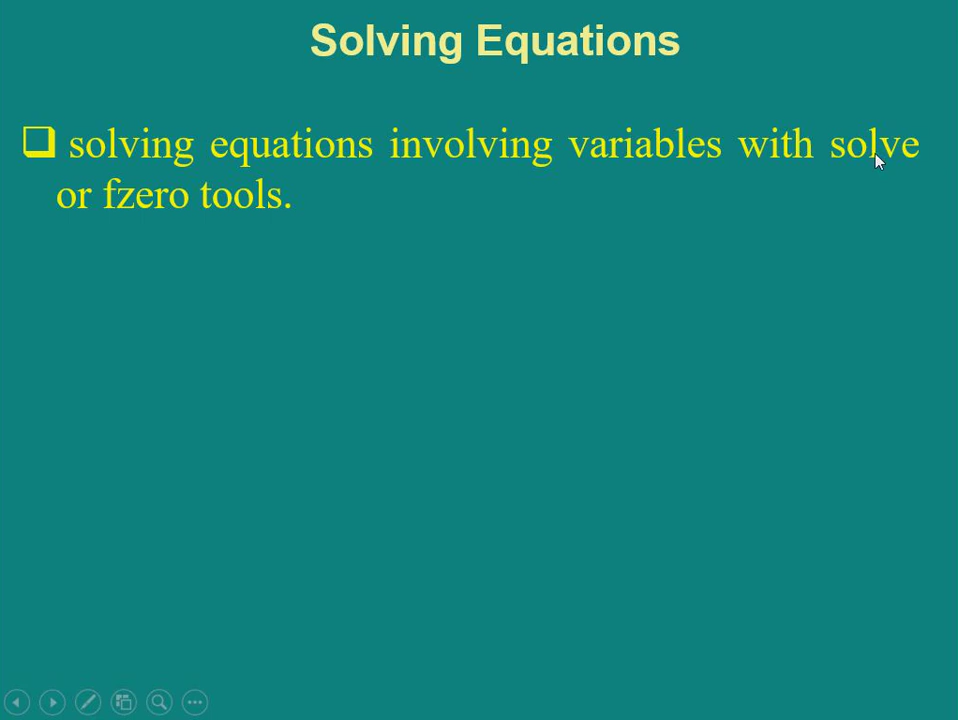 Solving Equations
solving equations involving variables with solve
or fzero tools.